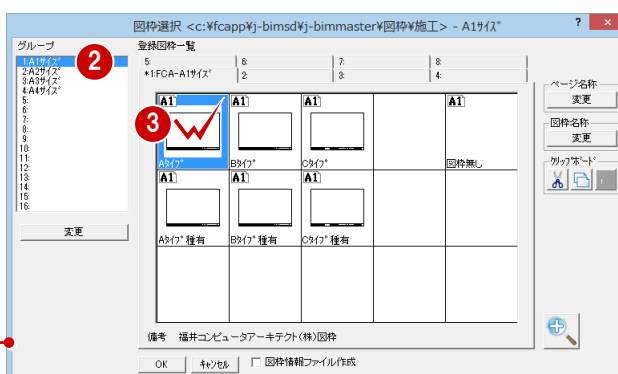 図枠選択 <c:¥fcapp¥j-bimsd¥j-bimmaster¥図枠¥施工> - A1ｻｲｽﾞ ? ×
グループ
1:A1ｻｲｽﾞ
2:A2ｻｲｽﾞ
3:A3ｻｲｽﾞ
4:A4ｻｲｽﾞ
5:
6:
7:
8:
9:
10:
11:
12:
13:
14:
15:
16:
2
変更
登録図枠一覧
5: 6: 7: 8:
*1:FCA-A1ｻｲｽﾞ 2: 3: 4:
A1 A1 A1 A1
3
Aﾀｲﾌﾟ Bﾀｲﾌﾟ Cﾀｲﾌﾟ 図枠無し
A1 A1 A1
Aﾀｲﾌﾟ種有 Bﾀｲﾌﾟ種有 Cﾀｲﾌﾟ種有
備考 福井コンピュータアーキテクト(株)図枠
OK ｷｬﾝｾﾙ 図枠情報ファイル作成
ページ名称
変更
図枠名称
変更
ｸﾘｯﾌﾟﾎﾞｰﾄﾞ